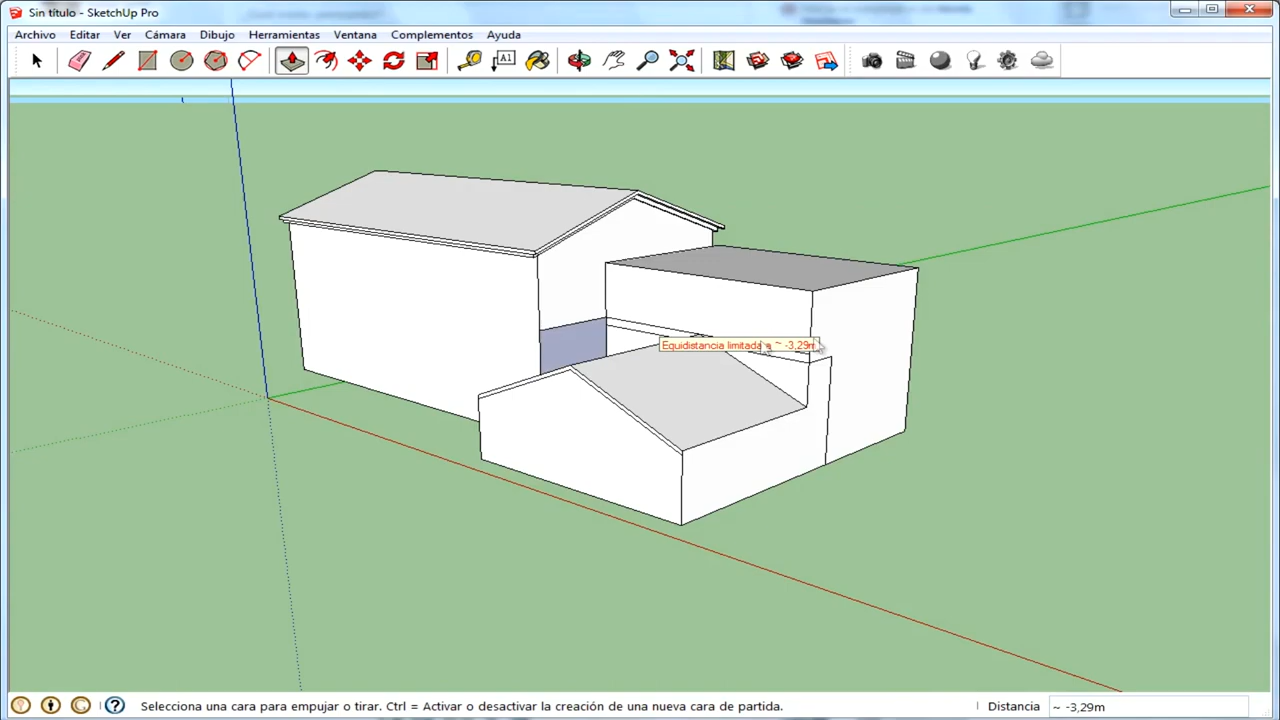 Sin título - SketchUp Pro
Archivo Editar Ver Cámara Dibujo Herramientas Ventana Complementos Ayuda
A1
Equidistancia limitada a ~ -3,29m
Selecciona una cara para empujar o tirar. Ctrl = Activar o desactivar la creación de una nueva cara de partida.
Distancia
~ -3,29m